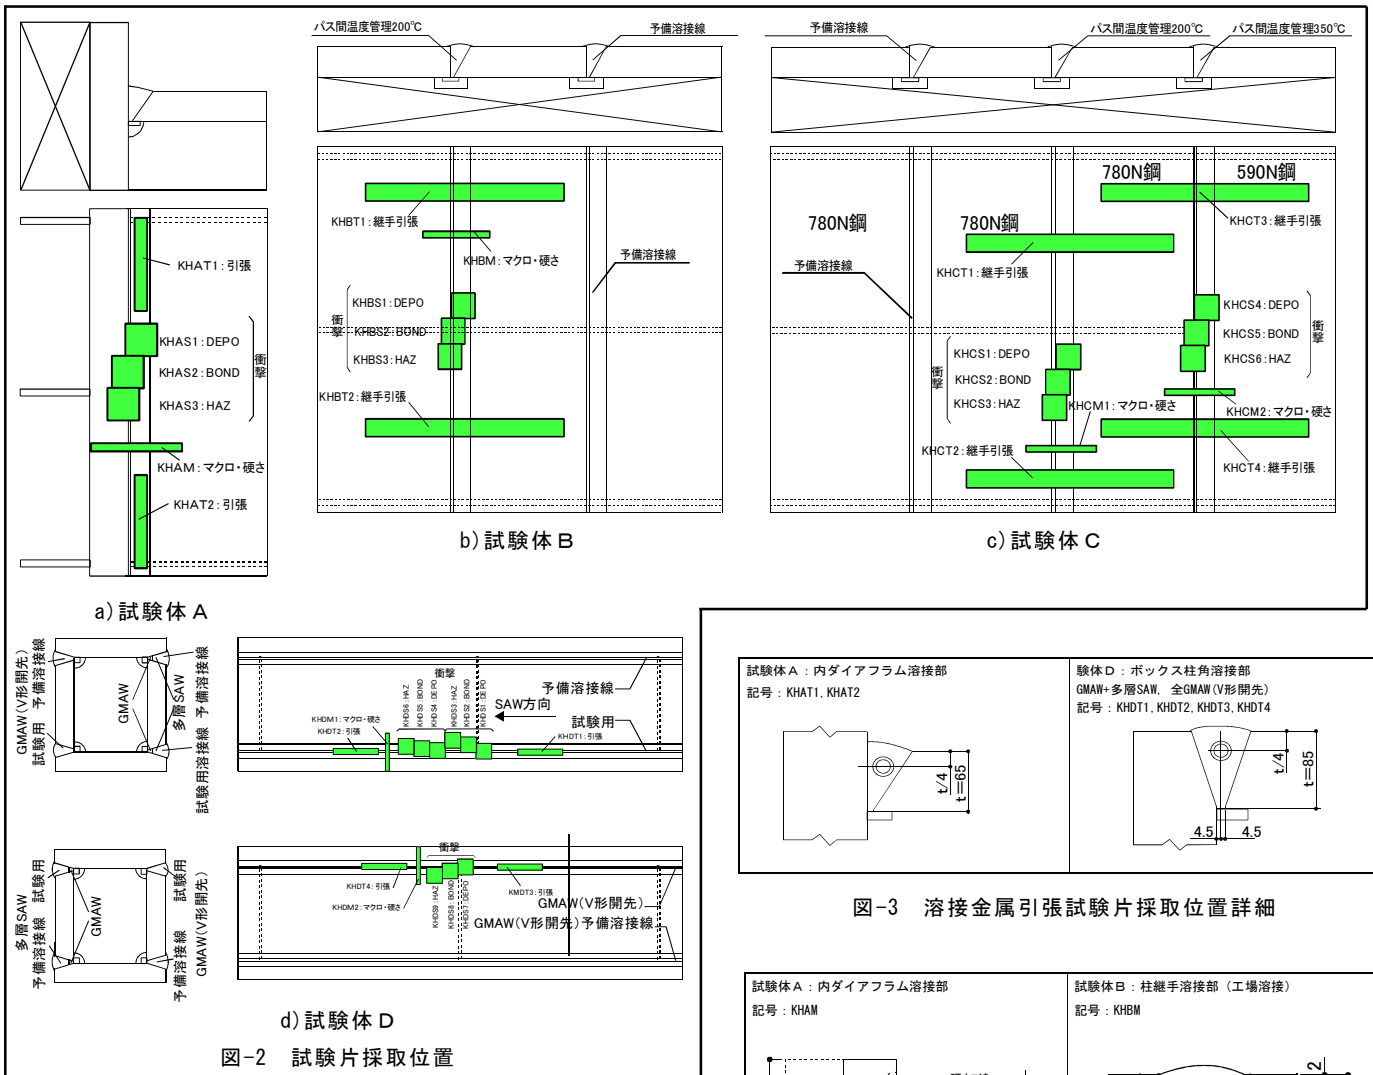 パス間温度管理200℃
予備溶接線
予備溶接線
パス間温度管理200℃
パス間温度管理350℃
KHAT1:引張
KHAS1:DEPO
KHAS2:BOND
KHAS3:HAZ
衝撃
KHAM:マクロ・硬さ
KHAT2:引張
a)試験体A
KHBT1:継手引張
KHBM:マクロ・硬さ
予備溶接線
KHBS1:DEPO
KHBS2:BOND
KHBS3:HAZ
衝撃
KHBT2:継手引張
b)試験体B
780N鋼
780N鋼
780N鋼
590N鋼
予備溶接線
KHCT3:継手引張
KHCT1:継手引張
KHCS4:DEPO
KHCS5:BOND
KHCS6:HAZ
衝撃
KHCS1:DEPO
KHCS2:BOND
KHCS3:HAZ
衝撃
KHCM1:マクロ・硬さ
KHCM2:マクロ・硬さ
KHCT2:継手引張
KHCT4:継手引張
c)試験体C
GMAW(V形開先)
試験用 予備溶接線
GMAW
多層SAW
試験用溶接線 予備溶接線
衝撃
KHDS6:HAZ
KHDS5:BOND
KHDS4:DEPO
KHDS3:HAZ
KHDS2:BOND
KHDS1:DEPO
予備溶接線
SAW方向
試験用
KHDM1:マクロ・硬さ
KHDT2:引張
KHDT1:引張
多層SAW
予備溶接線 試験用
GMAW
試験用
予備溶接線 GMAW(V形開先)
衝撃
KHDT4:引張
KHDM2:マクロ・硬さ
KHDS9:HAZ
KHDS8:BOND
KHDS7:DEPO
KMDT3:引張
GMAW(V形開先)
GMAW(V形開先)予備溶接線
d)試験体D
図-2 試験片採取位置
試験体A:内ダイアフラム溶接部
記号:KHAT1, KHAT2
t/4
t=65
験体D:ボックス柱角溶接部
GMAW+多層SAW, 全GMAW(V形開先)
記号:KHDT1, KHDT2, KHDT3, KHDT4
t/4
t=85
4.5 4.5
図-3 溶接金属引張試験片採取位置詳細
試験体A:内ダイアフラム溶接部
記号:KHAM
試験体B:柱継手溶接部(工場溶接)
記号:KHBM
2